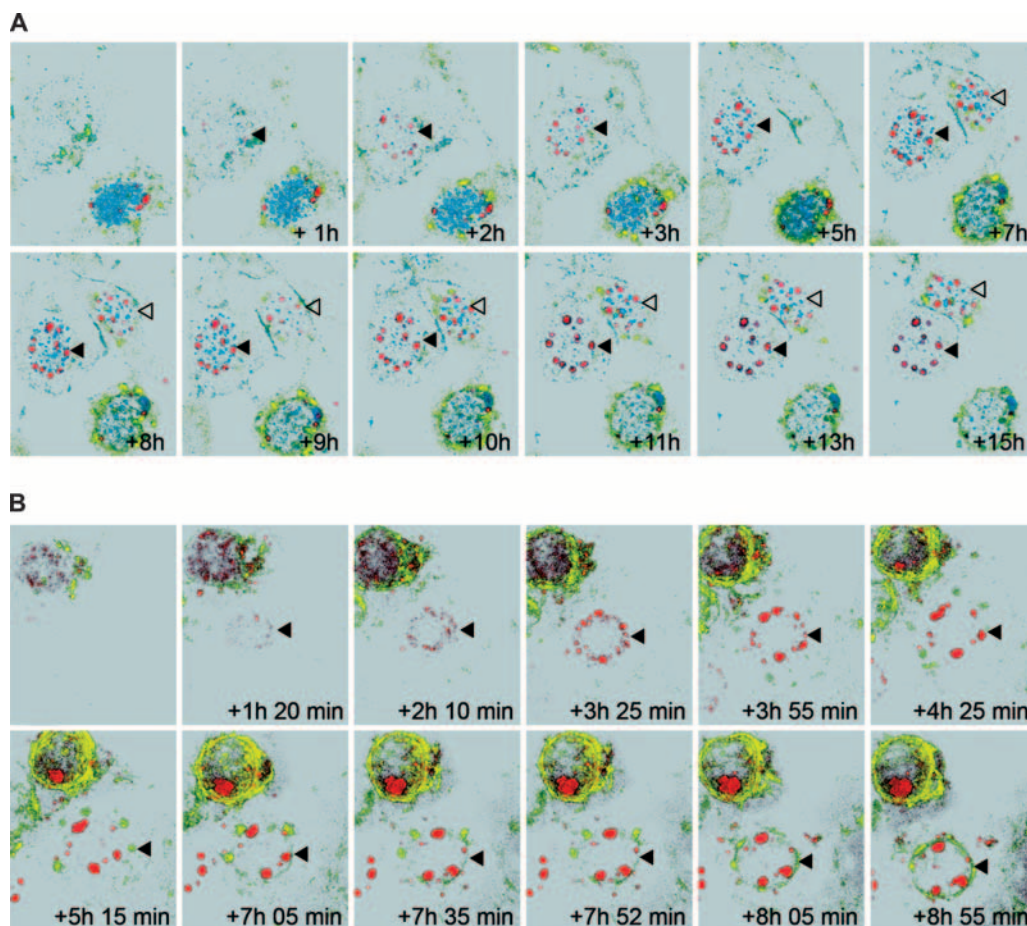 A
+ 1h
+2h
+3h
+5h
+7h
+8h
+9h
+10h
+11h
+13h
+15h
B
+1h 20 min
+2h 10 min
+3h 25 min
+3h 55 min
+4h 25 min
+5h 15 min
+7h 05 min
+7h 35 min
+7h 52 min
+8h 05 min
+8h 55 min